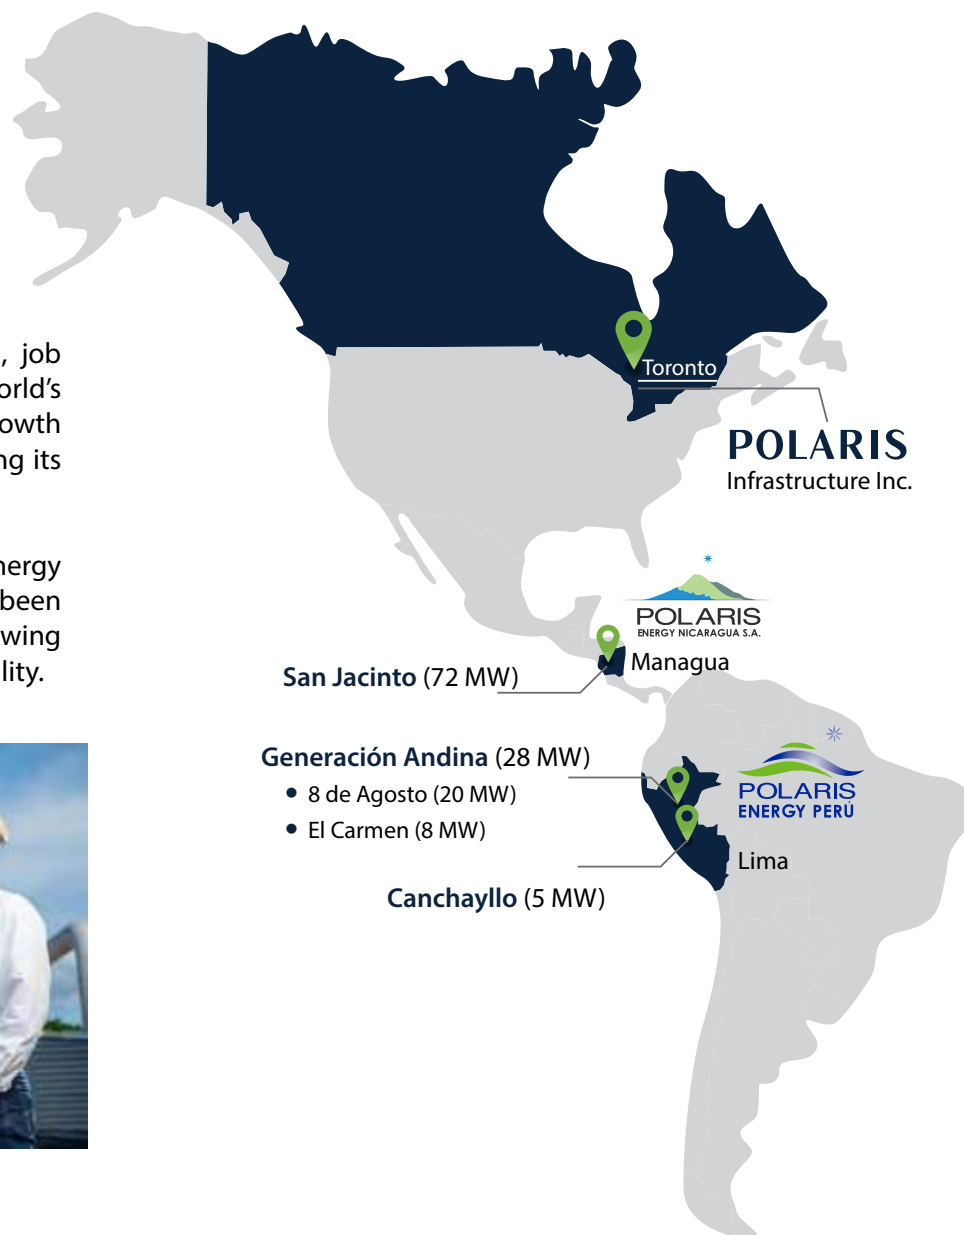 , job
orld’s
owth
ng its
nergy
been
wing
lity.
Toronto
POLARIS
Infrastructure Inc.
POLARIS
ENERGY NICARAGUA S.A.
Managua
San Jacinto (72 MW)
Generación Andina (28 MW)
• 8 de Agosto (20 MW)
• El Carmen (8 MW)
POLARIS
ENERGY PERÚ
Lima
Canchayllo (5 MW)